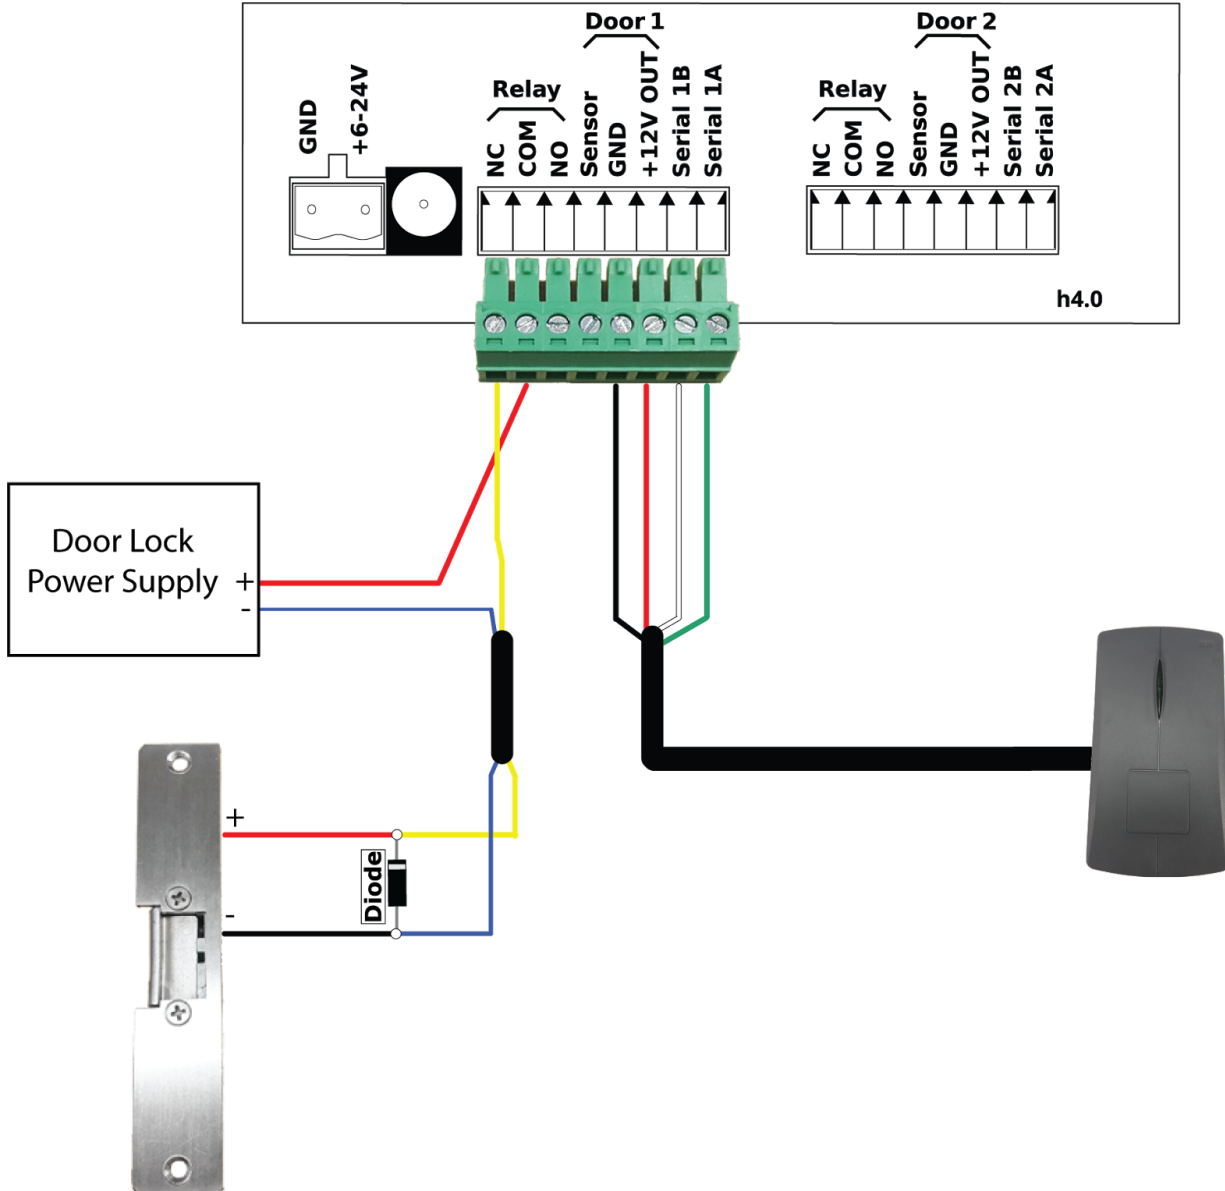 Door 1
Door 2
Relay
Relay
GND
+6-24V
NC
COM
NO
Sensor
GND
+12V OUT
Serial 1B
Serial 1A
NC
COM
NO
Sensor
GND
+12V OUT
Serial 2B
Serial 2A
h4.0
Door Lock
Power Supply +
-
+
Diode
-